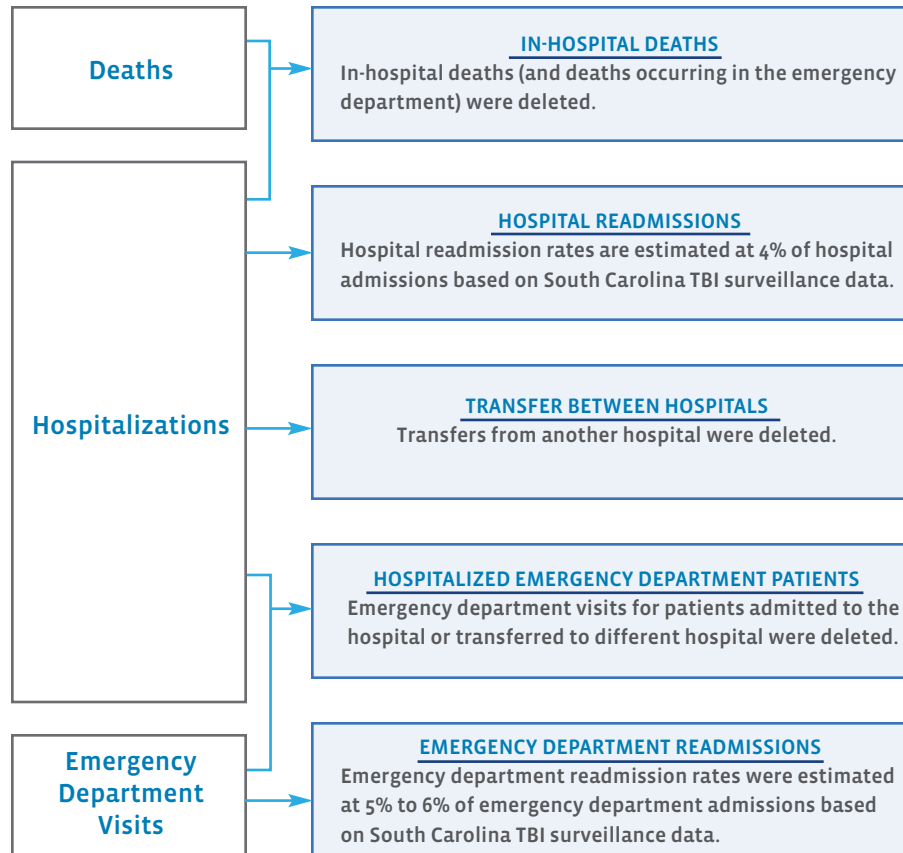 Deaths
IN-HOSPITAL DEATHS
In-hospital deaths (and deaths occurring in the emergency
department) were deleted.
HOSPITAL READMISSIONS
Hospital readmission rates are estimated at 4% of hospital
admissions based on South Carolina TBI surveillance data.
Hospitalizations
TRANSFER BETWEEN HOSPITALS
Transfers from another hospital were deleted.
HOSPITALIZED EMERGENCY DEPARTMENT PATIENTS
Emergency department visits for patients admitted to the
hospital or transferred to different hospital were deleted.
Emergency
Department
Visits
EMERGENCY DEPARTMENT READMISSIONS
Emergency department readmission rates were estimated
at 5% to 6% of emergency department admissions based
on South Carolina TBI surveillance data.